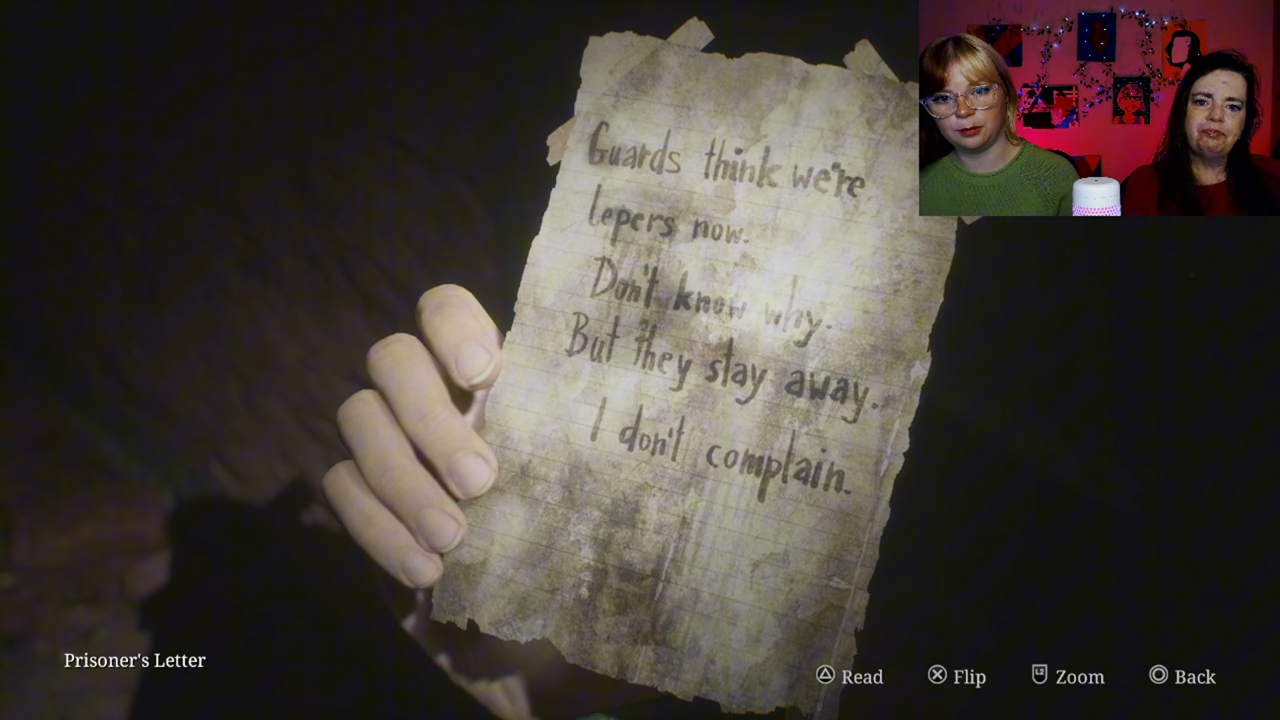 Guards think we're
lepers now.
Don't know why.
But they stay away.
I don't complain.
Prisoner's Letter
Read
Flip
L2
Zoom
Back